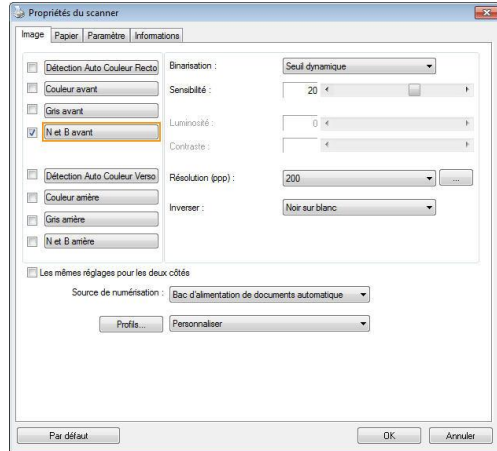 Propriétés du scanner
Image Papier Paramètre Informations
Détection Auto Couleur Recto
Couleur avant
Gris avant
N et B avant
Détection Auto Couleur Verso
Couleur arrière
Gris arrière
N et B arrière
Binarisation : Seuil dynamique
Sensibilité : 20
Luminosité : 0
Contraste :
Résolution (ppp) : 200 ...
Inverser : Noir sur blanc
Les mêmes réglages pour les deux côtés
Source de numérisation : Bac d'alimentation de documents automatique
Profils... Personnaliser
Par défaut OK Annuler